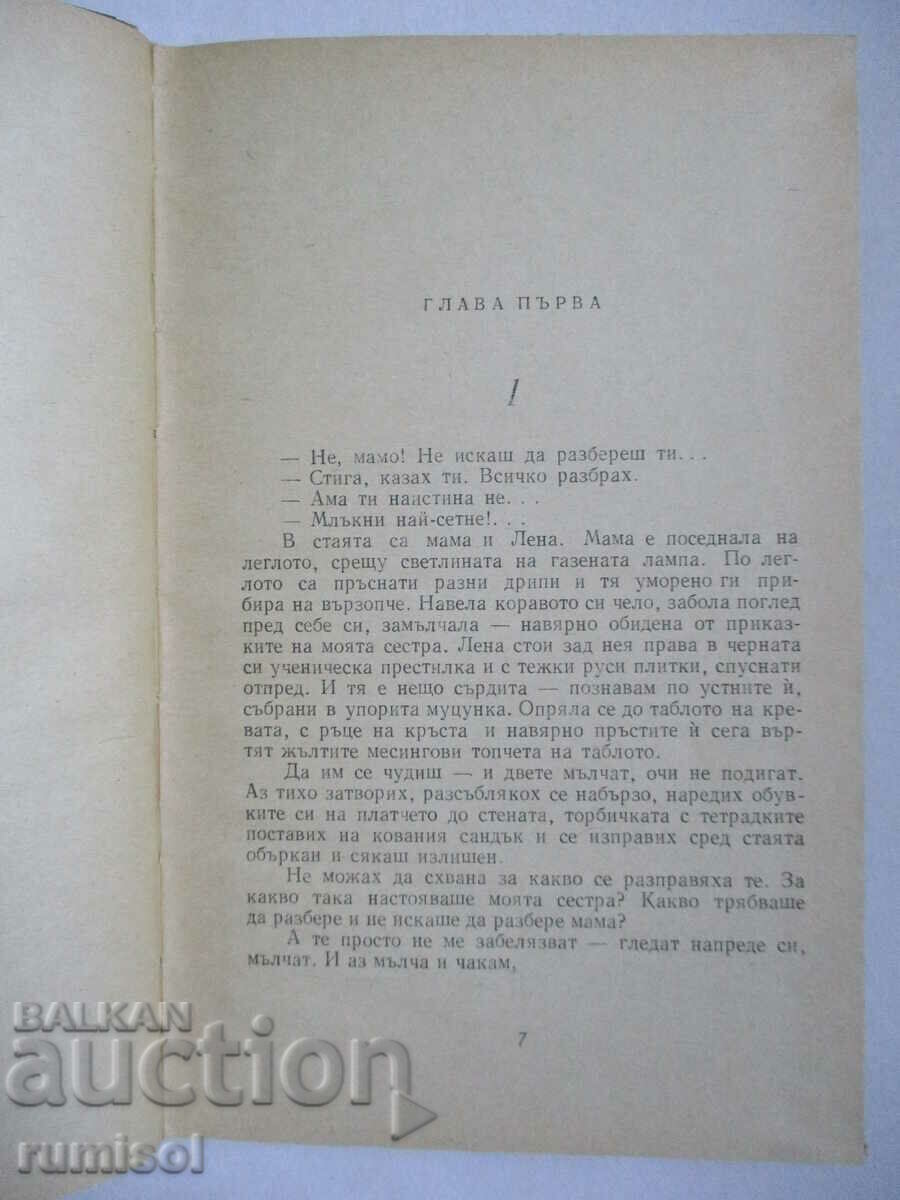 ГЛАВА ПЪРВА
1
— Не, мамо! Не искаш да разбереш ти...
— Стига, казах ти. Всичко разбрах.
— Ама ти наистина не...
— Млъкни най-сетне!...
В стаята са мама и Лена. Мама е поседнала на
леглото, срещу светлината на газената лампа. По лег-
лото са пръснати разни дрипи и тя уморено ги при-
бира на вързопче. Навела коравото си чело, забола поглед
пред себе си, замълчала — навярно обидена от приказ-
ките на моята сестра. Лена стои зад нея права в черната
си ученическа престилка и с тежки руси плитки, спуснати
отпред. И тя е нещо сърдита — познавам по устните ѝ,
събрани в упорита муцунка. Опряла се до таблото на кре-
вата, с ръце на кръста и навярно пръстите ѝ сега вър-
тят жълтите месингови топчета на таблото.
Да им се чудиш — и двете мълчат, очи не подигат.
Аз тихо затворих, разсъблякох се набързо, наредих обув-
ките си на платчето до стената, торбичката с тетрадките
поставих на кования сандък и се изправих сред стаята
объркан и сякаш излишен.
Не можах да схвана за какво се разправяха те. За
какво така настояваше моята сестра? Какво трябваше
да разбере и не искаше да разбере мама?
А те просто не ме забелязват — гледат напреде си,
мълчат. И аз мълча и чакам,
7
BALKAN
auction
rumisol